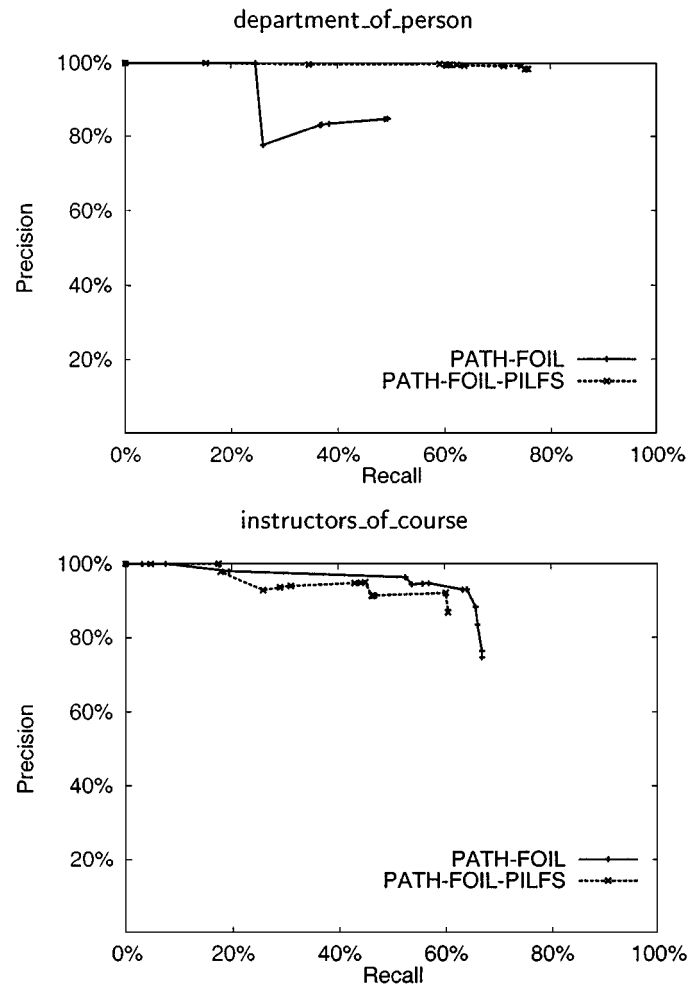 department_of_person
100%
80%
60%
40%
20%
Precision
PATH-FOIL
PATH-FOIL-PILFS
0% 20% 40% 60% 80% 100%
Recall
instructors_of_course
100%
80%
60%
40%
20%
Precision
PATH-FOIL
PATH-FOIL-PILFS
0% 20% 40% 60% 80% 100%
Recall